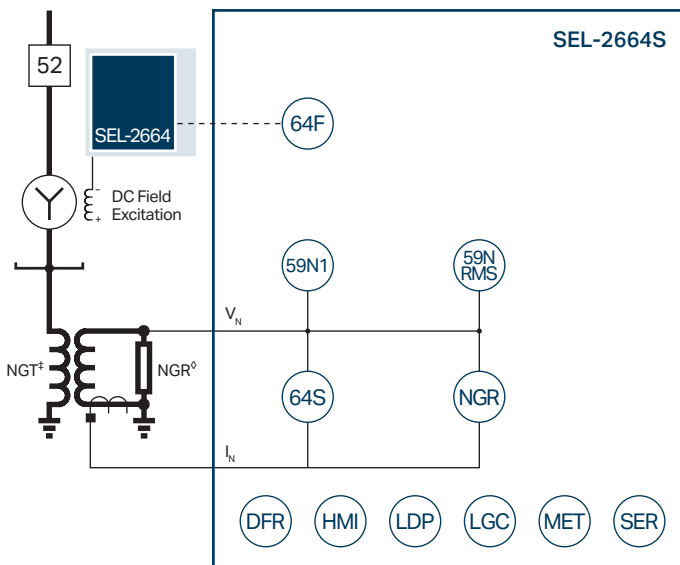 SEL-2664S
52
SEL-2664
64F
-
+
DC Field
Excitation
59N1
59N
RMS
VN
NGT‡
NGR◊
64S
NGR
IN
DFR
HMI
LDP
LGC
MET
SER